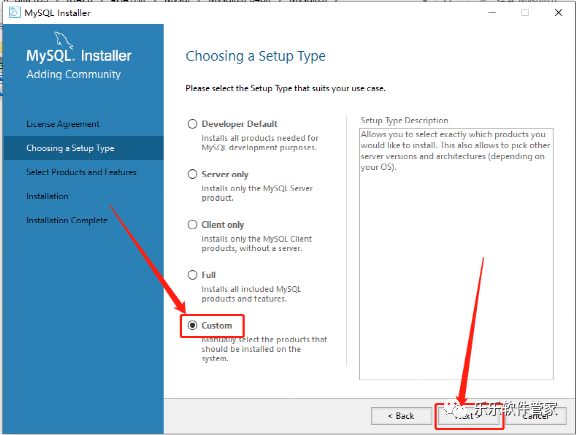 MySQL Installer
MySQL. Installer
Adding Community
License Agreement
Choosing a Setup Type
Select Products and Features
Installation
Installation Complete
Choosing a Setup Type
Please select the Setup Type that suits your use case.
Developer Default
Installs all products needed for
MySQL development purposes.
Server only
Installs only the MySQL Server
product.
Client only
Installs only the MySQL Client
products, without a server.
Full
Installs all included MySQL
products and features.
Custom
Manually select the products that
should be installed on the
system.
Setup Type Description
Allows you to select exactly which products you
would like to install. This also allows to pick other
server versions and architectures (depending on
your OS).
< Back
Next >
Cancel
乐乐软件管家